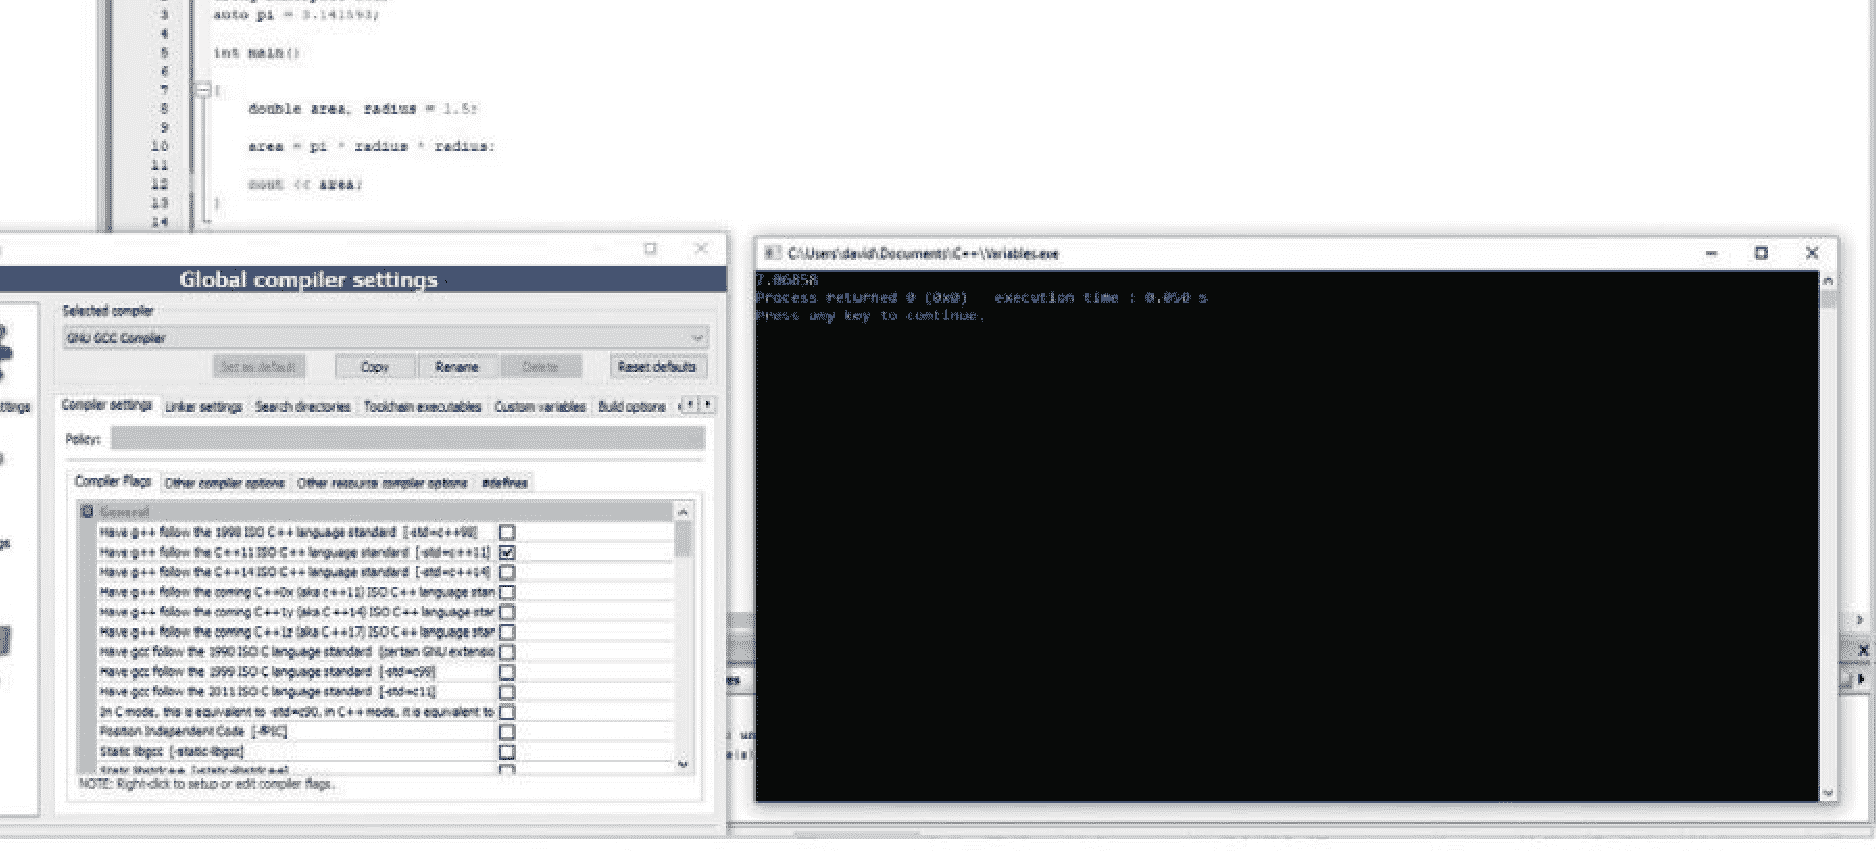 3 auto pi = 3.141593;
4
5 int main()
6
7 {
8 double area, radius = 1.5;
9
10 area = pi * radius * radius;
11
12 cout << area;
13 }
14
Global compiler settings
Selected compiler
GNU GCC Compiler
Set as default Copy Rename Delete Reset defaults
Compiler settings Linker settings Search directories Toolchain executables Custom variables Build options
Policy:
Compiler Flags Other compiler options Other resource compiler options #defines
General
Have g++ follow the 1998 ISO C++ language standard [-std=c++98]
Have g++ follow the C++11 ISO C++ language standard [-std=c++11]
Have g++ follow the C++14 ISO C++ language standard [-std=c++14]
Have g++ follow the coming C++0x (aka c++11) ISO C++ language stan
Have g++ follow the coming C++1y (aka C++14) ISO C++ language star
Have g++ follow the coming C++1z (aka C++17) ISO C++ language star
Have gcc follow the 1990 ISO C language standard (certain GNU extensio
Have gcc follow the 1999 ISO C language standard [-std=c99]
Have gcc follow the 2011 ISO C language standard [-std=c11]
In C mode, this is equivalent to -std=c90, in C++ mode, it is equivalent to
Position Independent Code [-fPIC]
Static libgcc [-static-libgcc]
Static libstdc++ [-static-libstdc++]
NOTE: Right-click to setup or edit compiler flags.
ttings
gs
C:\Users\david\Documents\C++\Variables.exe
7.06858
Process returned 0 (0x0) execution time : 0.050 s
Press any key to continue.
es
un